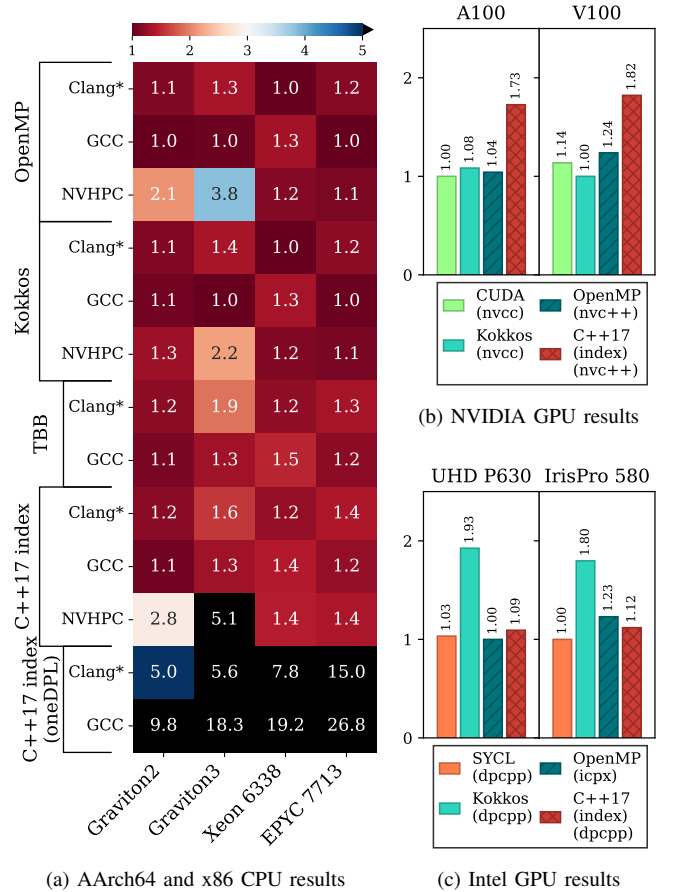 1 2 3 4 5
OpenMP
Clang* 1.1 1.3 1.0 1.2
GCC 1.0 1.0 1.3 1.0
NVHPC 2.1 3.8 1.2 1.1
Kokkos
Clang* 1.1 1.4 1.0 1.2
GCC 1.1 1.0 1.3 1.0
NVHPC 1.3 2.2 1.2 1.1
TBB
Clang* 1.2 1.9 1.2 1.3
GCC 1.1 1.3 1.5 1.2
C++17 index
Clang* 1.2 1.6 1.2 1.4
GCC 1.1 1.3 1.4 1.2
NVHPC 2.8 5.1 1.4 1.4
C++17 index
(oneDPL)
Clang* 5.0 5.6 7.8 15.0
GCC 9.8 18.3 19.2 26.8
Graviton2
Graviton3
Xeon 6338
EPYC 7713
(a) AArch64 and x86 CPU results
A100 V100
2
1
0
1.00 1.08 1.04 1.73
1.14 1.00 1.24 1.82
CUDA
(nvcc)
Kokkos
(nvcc)
OpenMP
(nvc++)
C++17
(index)
(nvc++)
(b) NVIDIA GPU results
UHD P630 IrisPro 580
2
1
0
1.03 1.93 1.00 1.09
1.00 1.80 1.23 1.12
SYCL
(dpcpp)
Kokkos
(dpcpp)
OpenMP
(icpx)
C++17
(index)
(dpcpp)
(c) Intel GPU results